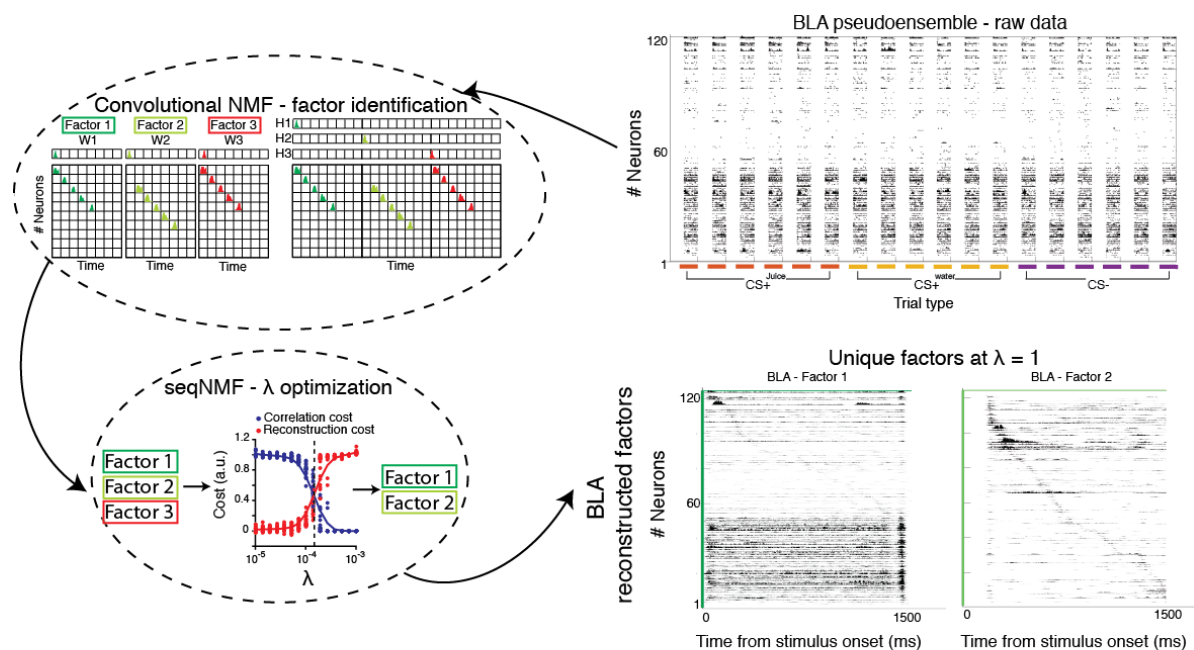 BLA pseudoensemble - raw data
120
60
1
# Neurons
Juice
CS+
water
CS+
CS-
Trial type
Convolutional NMF - factor identification
Factor 1
Factor 2
Factor 3
W1
W2
W3
H1
H2
H3
# Neurons
Time
Time
Time
Time
seqNMF - λ optimization
Factor 1
Factor 2
Factor 3
Correlation cost
Reconstruction cost
Cost (a.u.)
1.2
0.8
0.4
0
10-5
10-4
10-3
λ
Factor 1
Factor 2
Unique factors at λ = 1
BLA - Factor 1
BLA - Factor 2
BLA
reconstructed factors
# Neurons
120
60
1
0
1500
Time from stimulus onset (ms)
120
60
1
0
1500
Time from stimulus onset (ms)